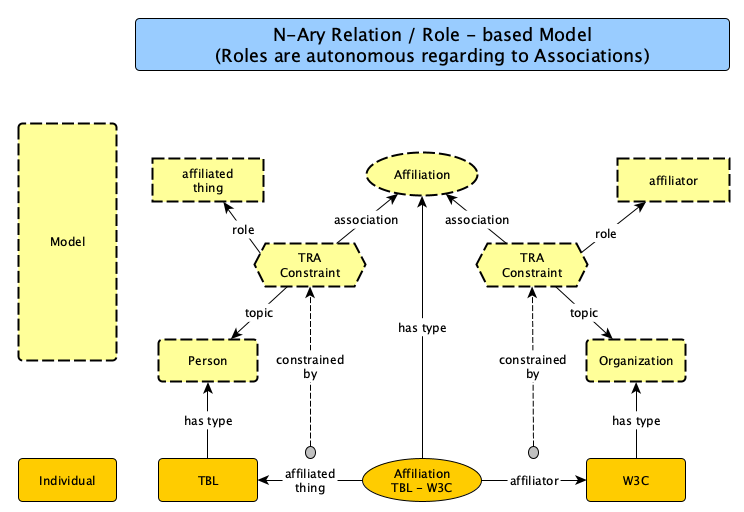 N-Ary Relation / Role - based Model
(Roles are autonomous regarding to Associations)
affiliated
thing
Affiliation
affiliator
association
association
role
role
Model
TRA
Constraint
TRA
Constraint
topic
topic
has type
Person
constrained
by
constrained
by
Organization
has type
has type
Individual
TBL
affiliated
thing
Affiliation
TBL - W3C
affiliator
W3C